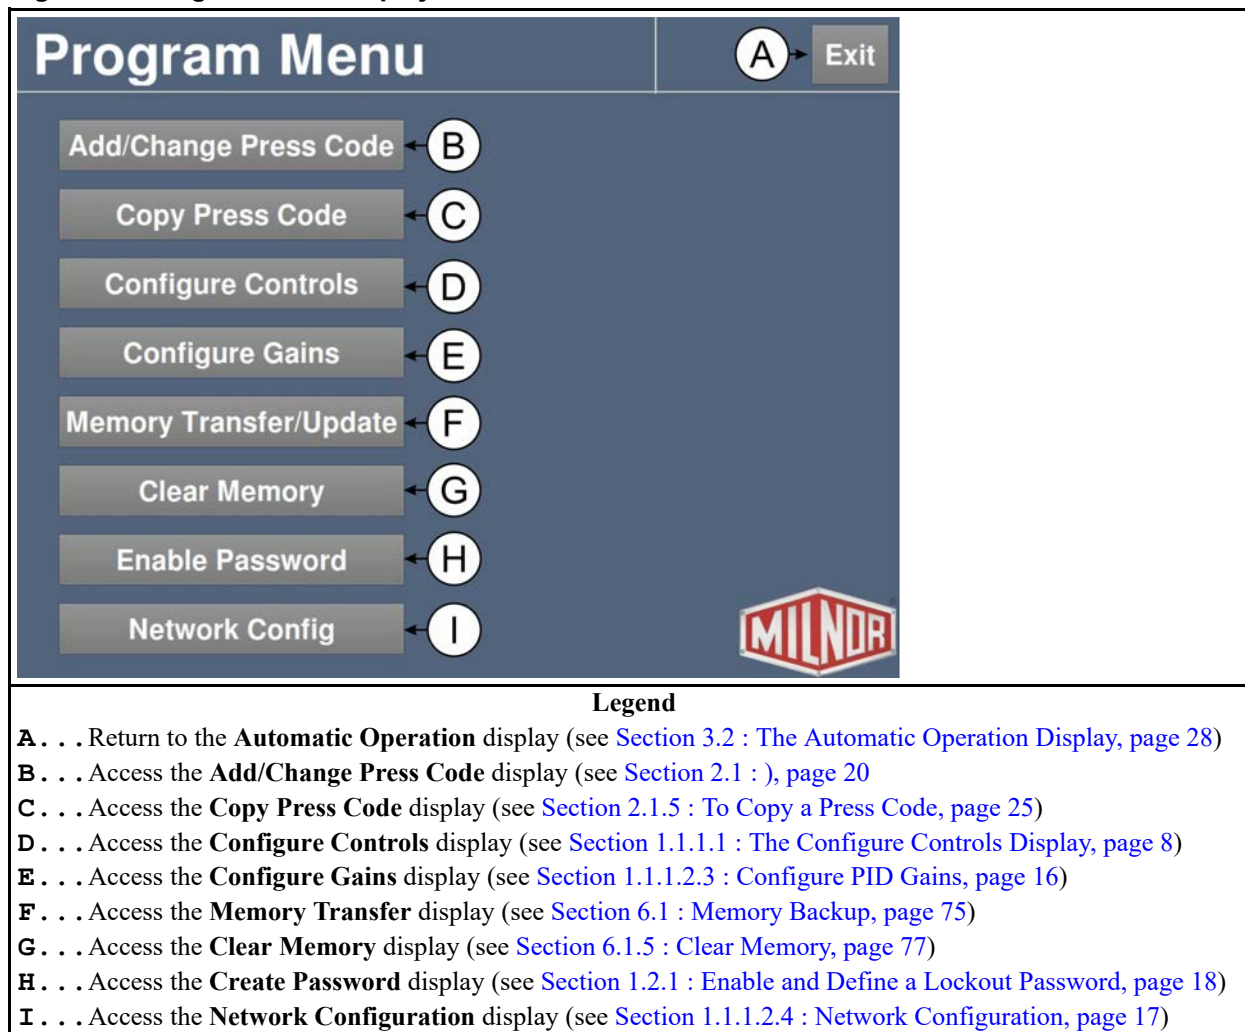 Program Menu
A
Exit
Add/Change Press Code
B
Copy Press Code
C
Configure Controls
D
Configure Gains
E
Memory Transfer/Update
F
Clear Memory
G
Enable Password
H
Network Config
I
MILNOR
Legend
A...Return to the Automatic Operation display (see Section 3.2 : The Automatic Operation Display, page 28)
B...Access the Add/Change Press Code display (see Section 2.1 : ), page 20
C...Access the Copy Press Code display (see Section 2.1.5 : To Copy a Press Code, page 25)
D...Access the Configure Controls display (see Section 1.1.1.1 : The Configure Controls Display, page 8)
E...Access the Configure Gains display (see Section 1.1.1.2.3 : Configure PID Gains, page 16)
F...Access the Memory Transfer display (see Section 6.1 : Memory Backup, page 75)
G...Access the Clear Memory display (see Section 6.1.5 : Clear Memory, page 77)
H...Access the Create Password display (see Section 1.2.1 : Enable and Define a Lockout Password, page 18)
I...Access the Network Configuration display (see Section 1.1.1.2.4 : Network Configuration, page 17)